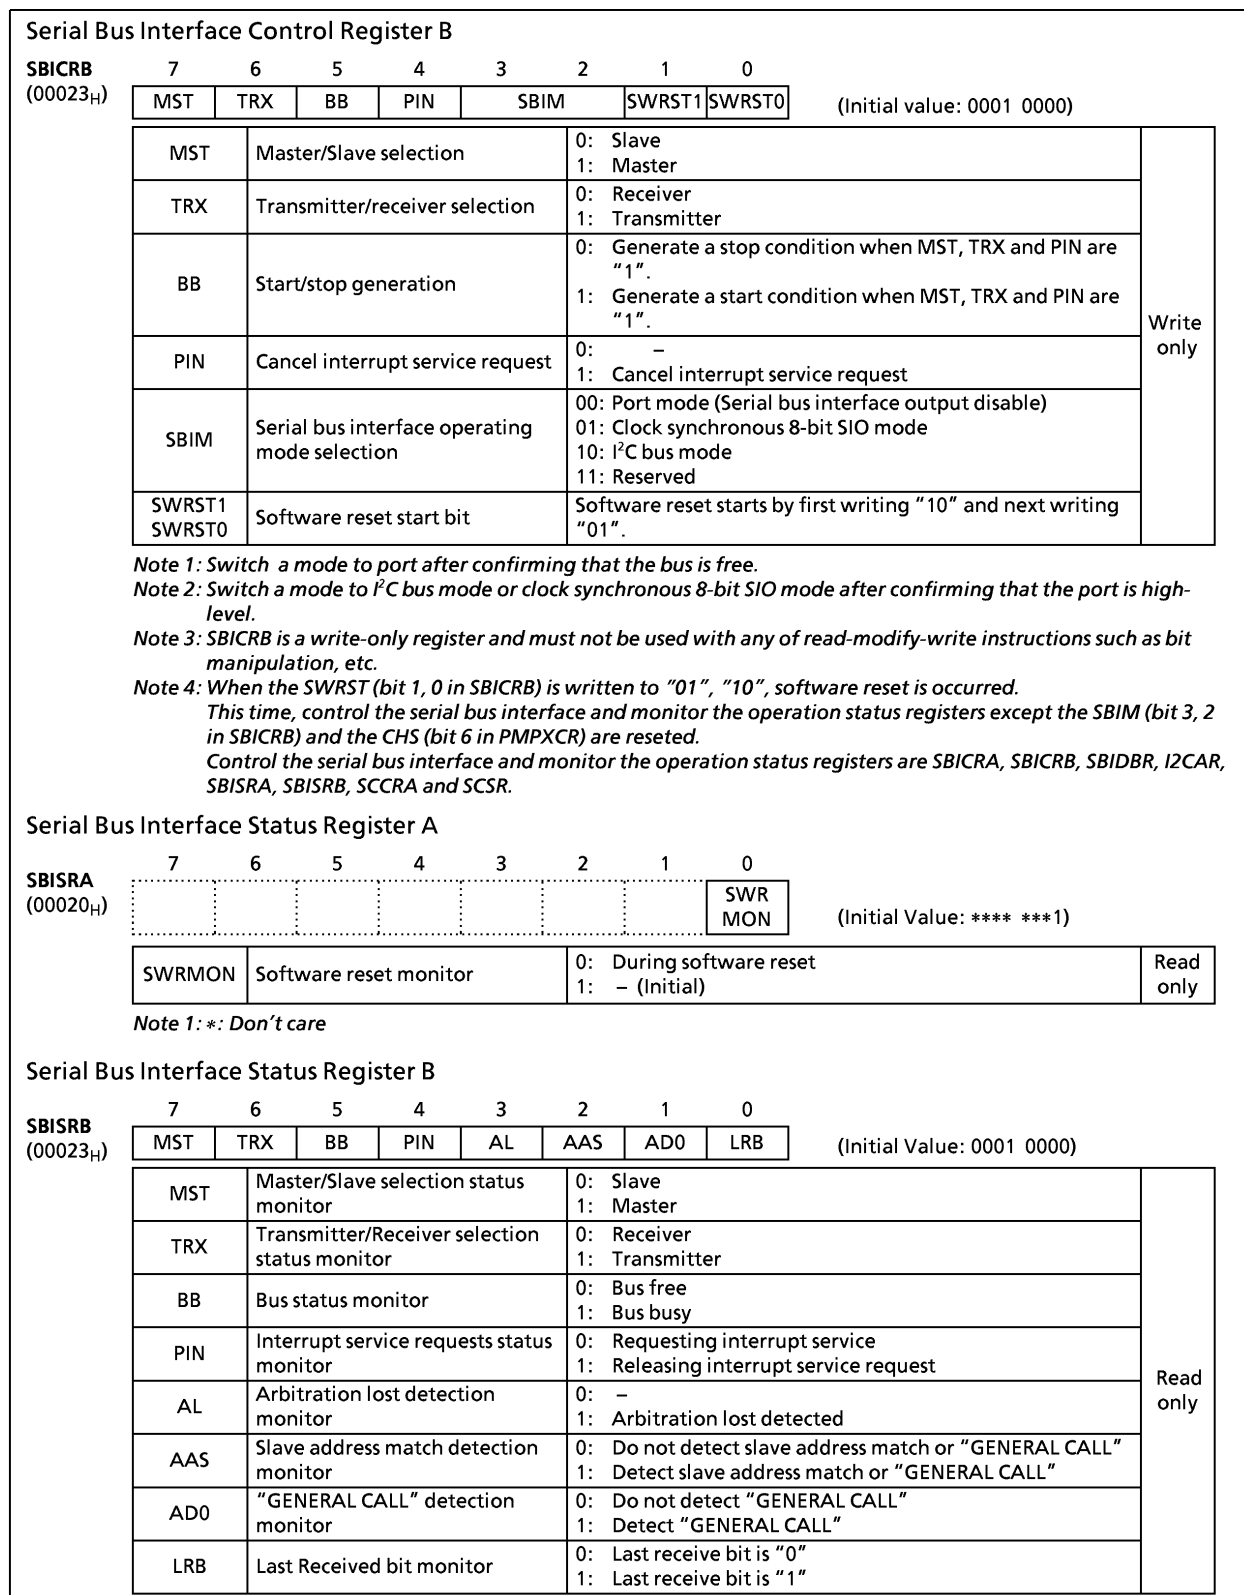 Serial Bus Interface Control Register B
SBICRB 7 6 5 4 3 2 1 0
(00023H) MST TRX BB PIN SBIM SWRST1 SWRST0 (Initial value: 0001 0000)
MST Master/Slave selection 0: Slave
1: Master
TRX Transmitter/receiver selection 0: Receiver
1: Transmitter
BB Start/stop generation 0: Generate a stop condition when MST, TRX and PIN are
"1".
1: Generate a start condition when MST, TRX and PIN are
"1".
Write
only
PIN Cancel interrupt service request 0: –
1: Cancel interrupt service request
SBIM Serial bus interface operating
mode selection
00: Port mode (Serial bus interface output disable)
01: Clock synchronous 8-bit SIO mode
10: I²C bus mode
11: Reserved
SWRST1
SWRST0
Software reset start bit
Software reset starts by first writing "10" and next writing
"01".
Note 1: Switch a mode to port after confirming that the bus is free.
Note 2: Switch a mode to I²C bus mode or clock synchronous 8-bit SIO mode after confirming that the port is high-
level.
Note 3: SBICRB is a write-only register and must not be used with any of read-modify-write instructions such as bit
manipulation, etc.
Note 4: When the SWRST (bit 1, 0 in SBICRB) is written to "01", "10", software reset is occurred.
This time, control the serial bus interface and monitor the operation status registers except the SBIM (bit 3, 2
in SBICRB) and the CHS (bit 6 in PMPXCR) are reseted.
Control the serial bus interface and monitor the operation status registers are SBICRA, SBICRB, SBIDBR, I2CAR,
SBISRA, SBISRB, SCCRA and SCSR.
Serial Bus Interface Status Register A
7 6 5 4 3 2 1 0
SBISRA
(00020H)
SWR
MON
(Initial Value: **** ***1)
SWRMON Software reset monitor 0: During software reset
1: – (Initial)
Read
only
Note 1: *: Don't care
Serial Bus Interface Status Register B
7 6 5 4 3 2 1 0
SBISRB
(00023H) MST TRX BB PIN AL AAS AD0 LRB (Initial Value: 0001 0000)
MST Master/Slave selection status
monitor
0: Slave
1: Master
TRX Transmitter/Receiver selection
status monitor
0: Receiver
1: Transmitter
BB Bus status monitor 0: Bus free
1: Bus busy
PIN Interrupt service requests status
monitor
0: Requesting interrupt service
1: Releasing interrupt service request
Read
only
AL Arbitration lost detection
monitor
0: –
1: Arbitration lost detected
AAS Slave address match detection
monitor
0: Do not detect slave address match or "GENERAL CALL"
1: Detect slave address match or "GENERAL CALL"
AD0 "GENERAL CALL" detection
monitor
0: Do not detect "GENERAL CALL"
1: Detect "GENERAL CALL"
LRB Last Received bit monitor 0: Last receive bit is "0"
1: Last receive bit is "1"